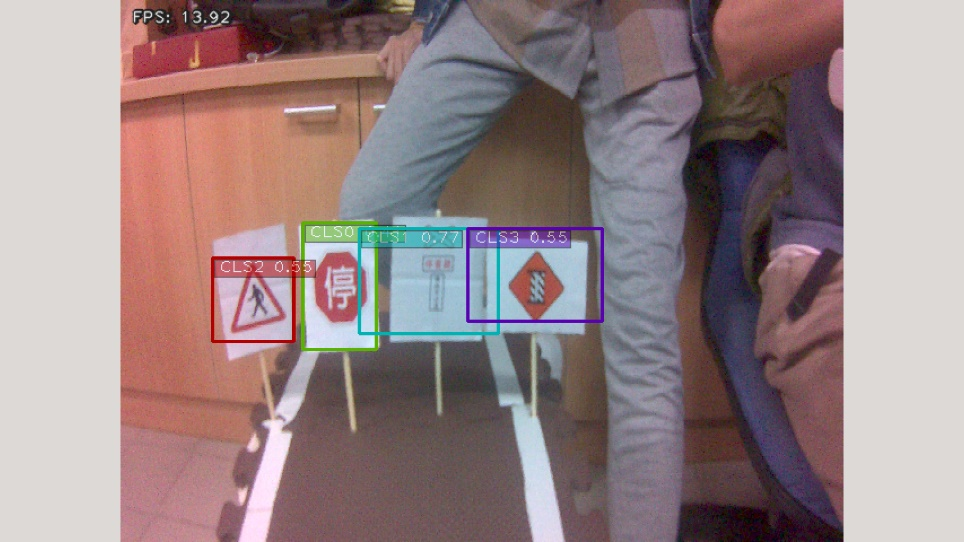 FPS: 13.92
CLS0
CLS1 0.77
CLS3 0.55
CLS2 0.55
停